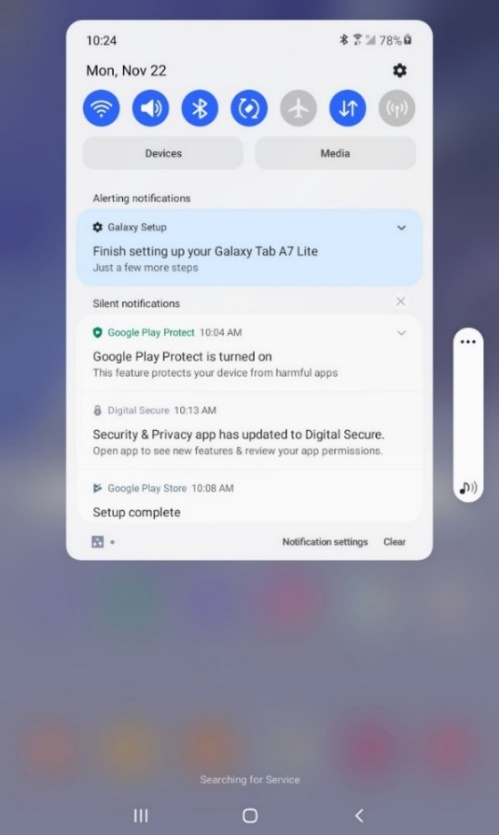 10:24
78%
Mon, Nov 22
Devices
Media
Alerting notifications
Galaxy Setup
Finish setting up your Galaxy Tab A7 Lite
Just a few more steps
Silent notifications
Google Play Protect 10:04 AM
Google Play Protect is turned on
This feature protects your device from harmful apps
Digital Secure 10:13 AM
Security & Privacy app has updated to Digital Secure.
Open app to see new features & review your app permissions.
Google Play Store 10:08 AM
Setup complete
Notification settings
Clear
Searching for Service